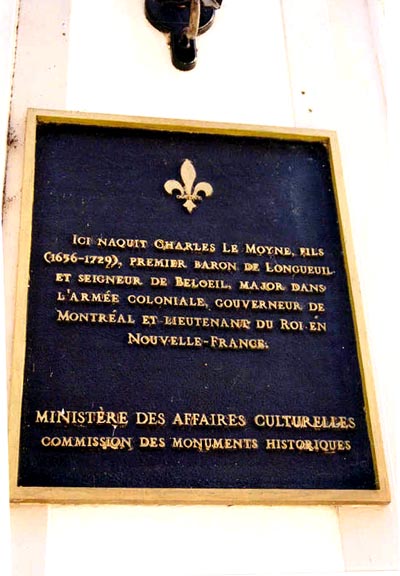 Ici naquit Charles Le Moyne, fils
(1656-1729), premier baron de Longueuil
et seigneur de Beloeil, major dans
l'armée coloniale, gouverneur de
Montréal et lieutenant du Roi en
Nouvelle-France.
Ministère des Affaires Culturelles
Commission des Monuments Historiques